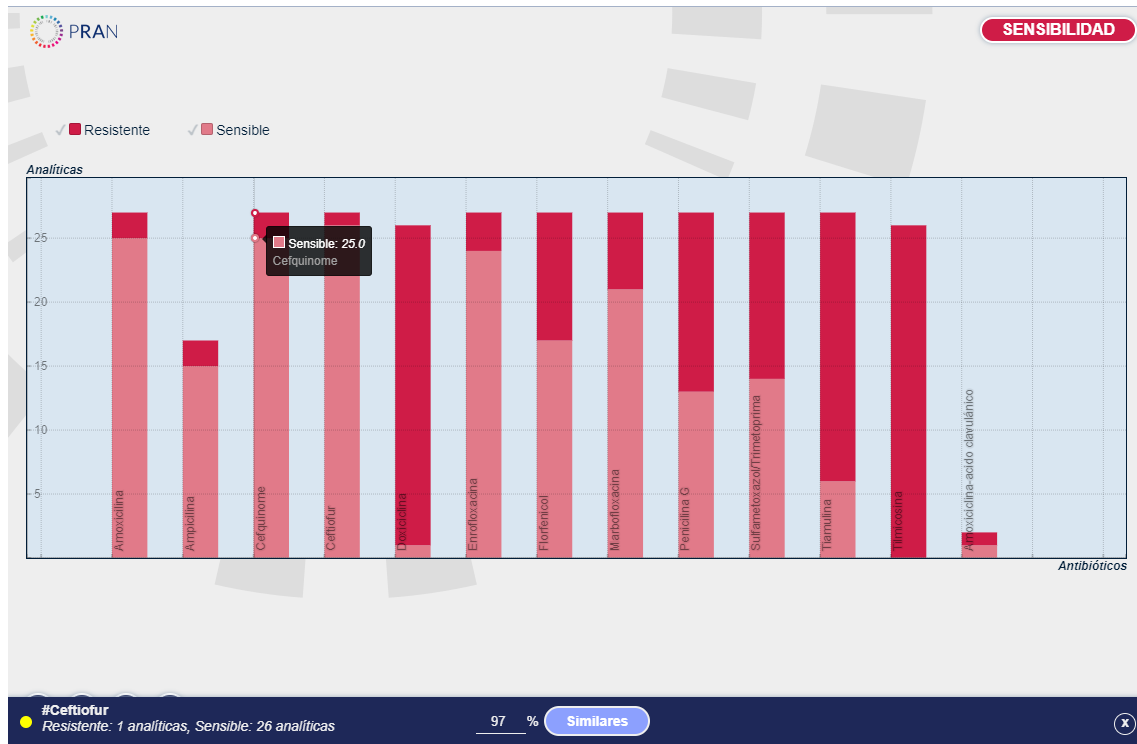 PRAN
SENSIBILIDAD
Resistente
Sensible
Analíticas
25
20
15
10
5
Sensible: 25.0
Cefquinome
Amoxicilina
Ampicilina
Cefquinome
Ceftiofur
Doxiciclina
Enrofloxacina
Florfenicol
Marbofloxacina
Penicilina G
Sulfametoxazol/Trimetoprima
Tiamulina
Tilmicosina
Amoxiciclina-acido clavulánico
Antibióticos
#Ceftiofur
Resistente: 1 analíticas, Sensible: 26 analíticas
97 %
Similares
X